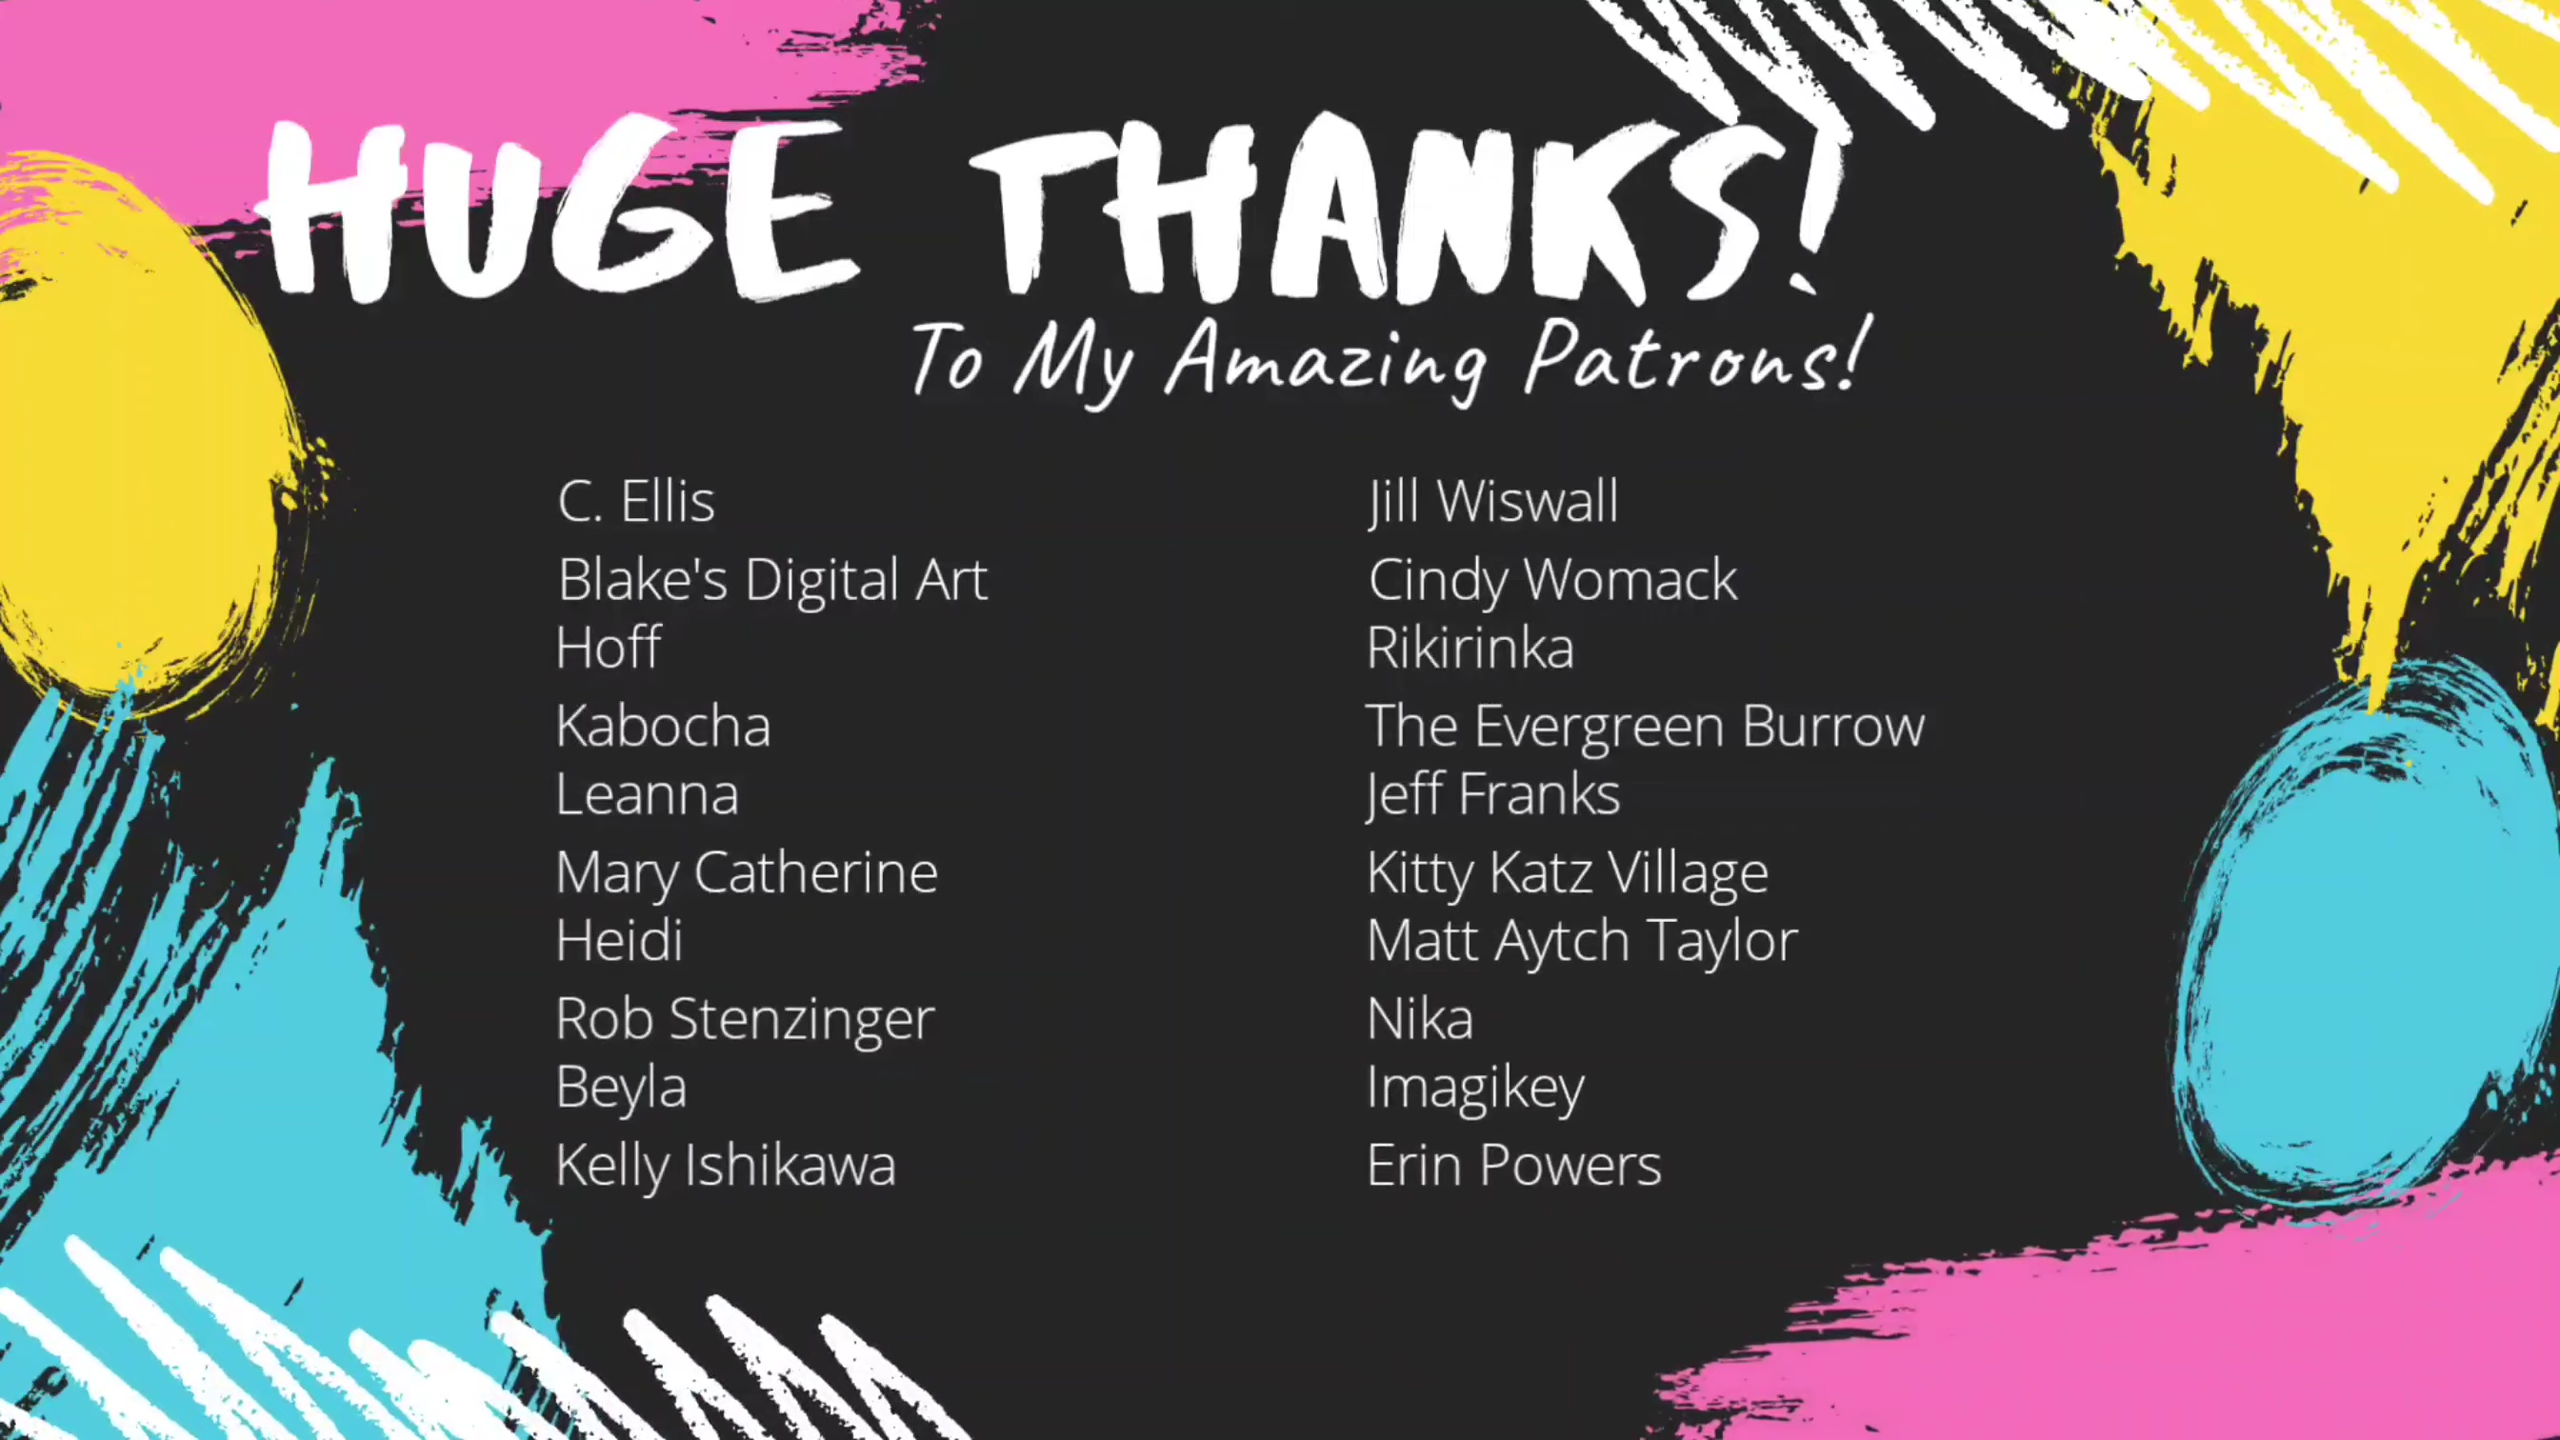 HUGE THANKS!
To My Amazing Patrons!
C. Ellis
Blake's Digital Art
Hoff
Kabocha
Leanna
Mary Catherine
Heidi
Rob Stenzinger
Beyla
Kelly Ishikawa
Jill Wiswall
Cindy Womack
Rikirinka
The Evergreen Burrow
Jeff Franks
Kitty Katz Village
Matt Aytch Taylor
Nika
Imagikey
Erin Powers